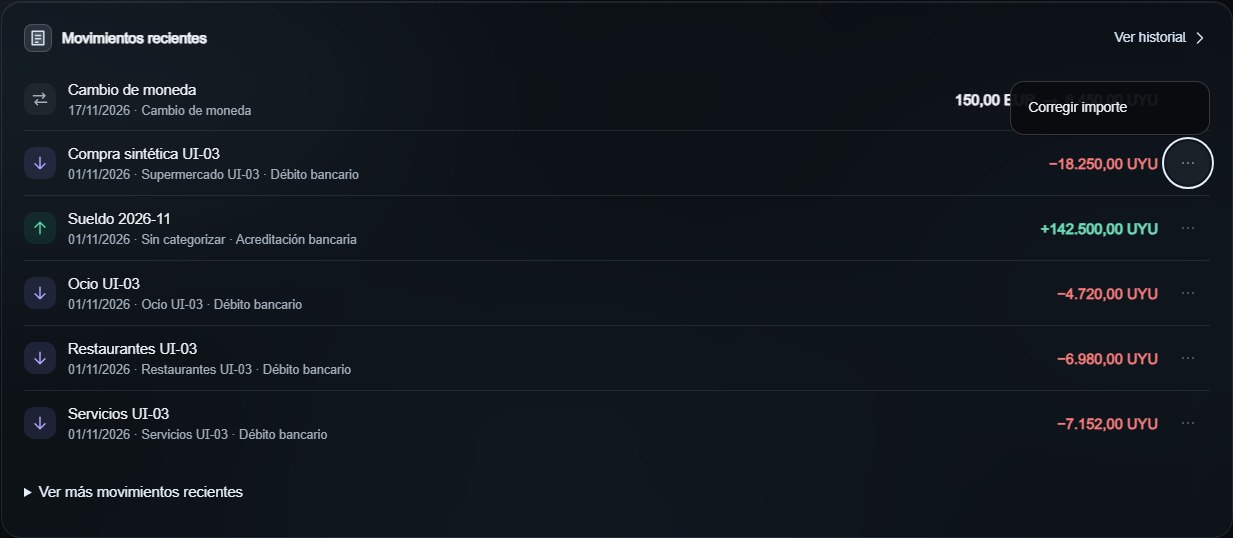 Movimientos recientes
Ver historial
Cambio de moneda
17/11/2026 · Cambio de moneda
150,00 EUR
5.450,00 UYU
Corregir importe
Compra sintética UI-03
01/11/2026 · Supermercado UI-03 · Débito bancario
−18.250,00 UYU
...
Sueldo 2026-11
01/11/2026 · Sin categorizar · Acreditación bancaria
+142.500,00 UYU
...
Ocio UI-03
01/11/2026 · Ocio UI-03 · Débito bancario
−4.720,00 UYU
...
Restaurantes UI-03
01/11/2026 · Restaurantes UI-03 · Débito bancario
−6.980,00 UYU
...
Servicios UI-03
01/11/2026 · Servicios UI-03 · Débito bancario
−7.152,00 UYU
...
Ver más movimientos recientes